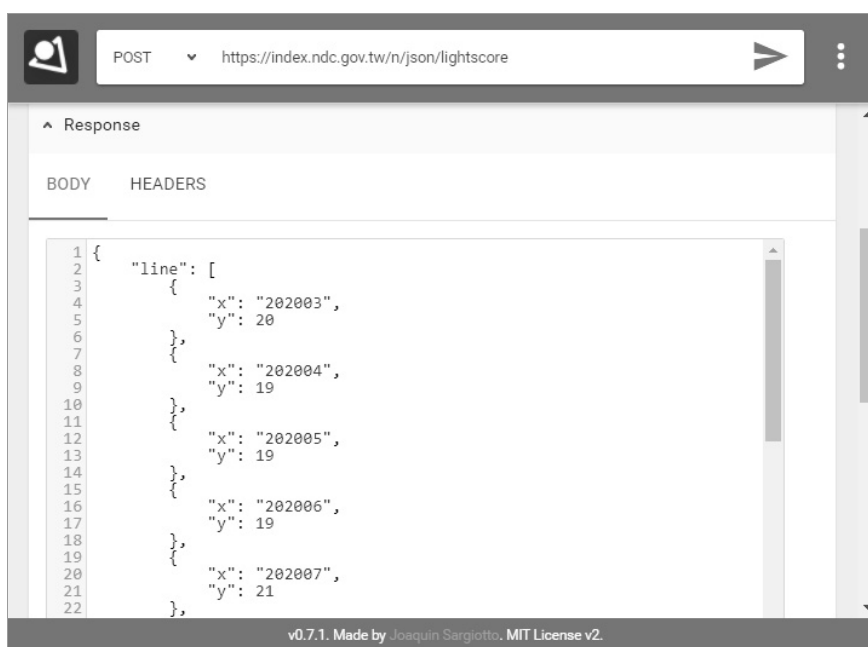 POST https://index.ndc.gov.tw/n/json/lightscore
Response
BODY HEADERS
1 {
2 "line": [
3 {
4 "x": "202003",
5 "y": 20
6 },
7 {
8 "x": "202004",
9 "y": 19
10 },
11 {
12 "x": "202005",
13 "y": 19
14 },
15 {
16 "x": "202006",
17 "y": 19
18 },
19 {
20 "x": "202007",
21 "y": 21
22 },
v0.7.1. Made by Joaquin Sargiotto. MIT License v2.